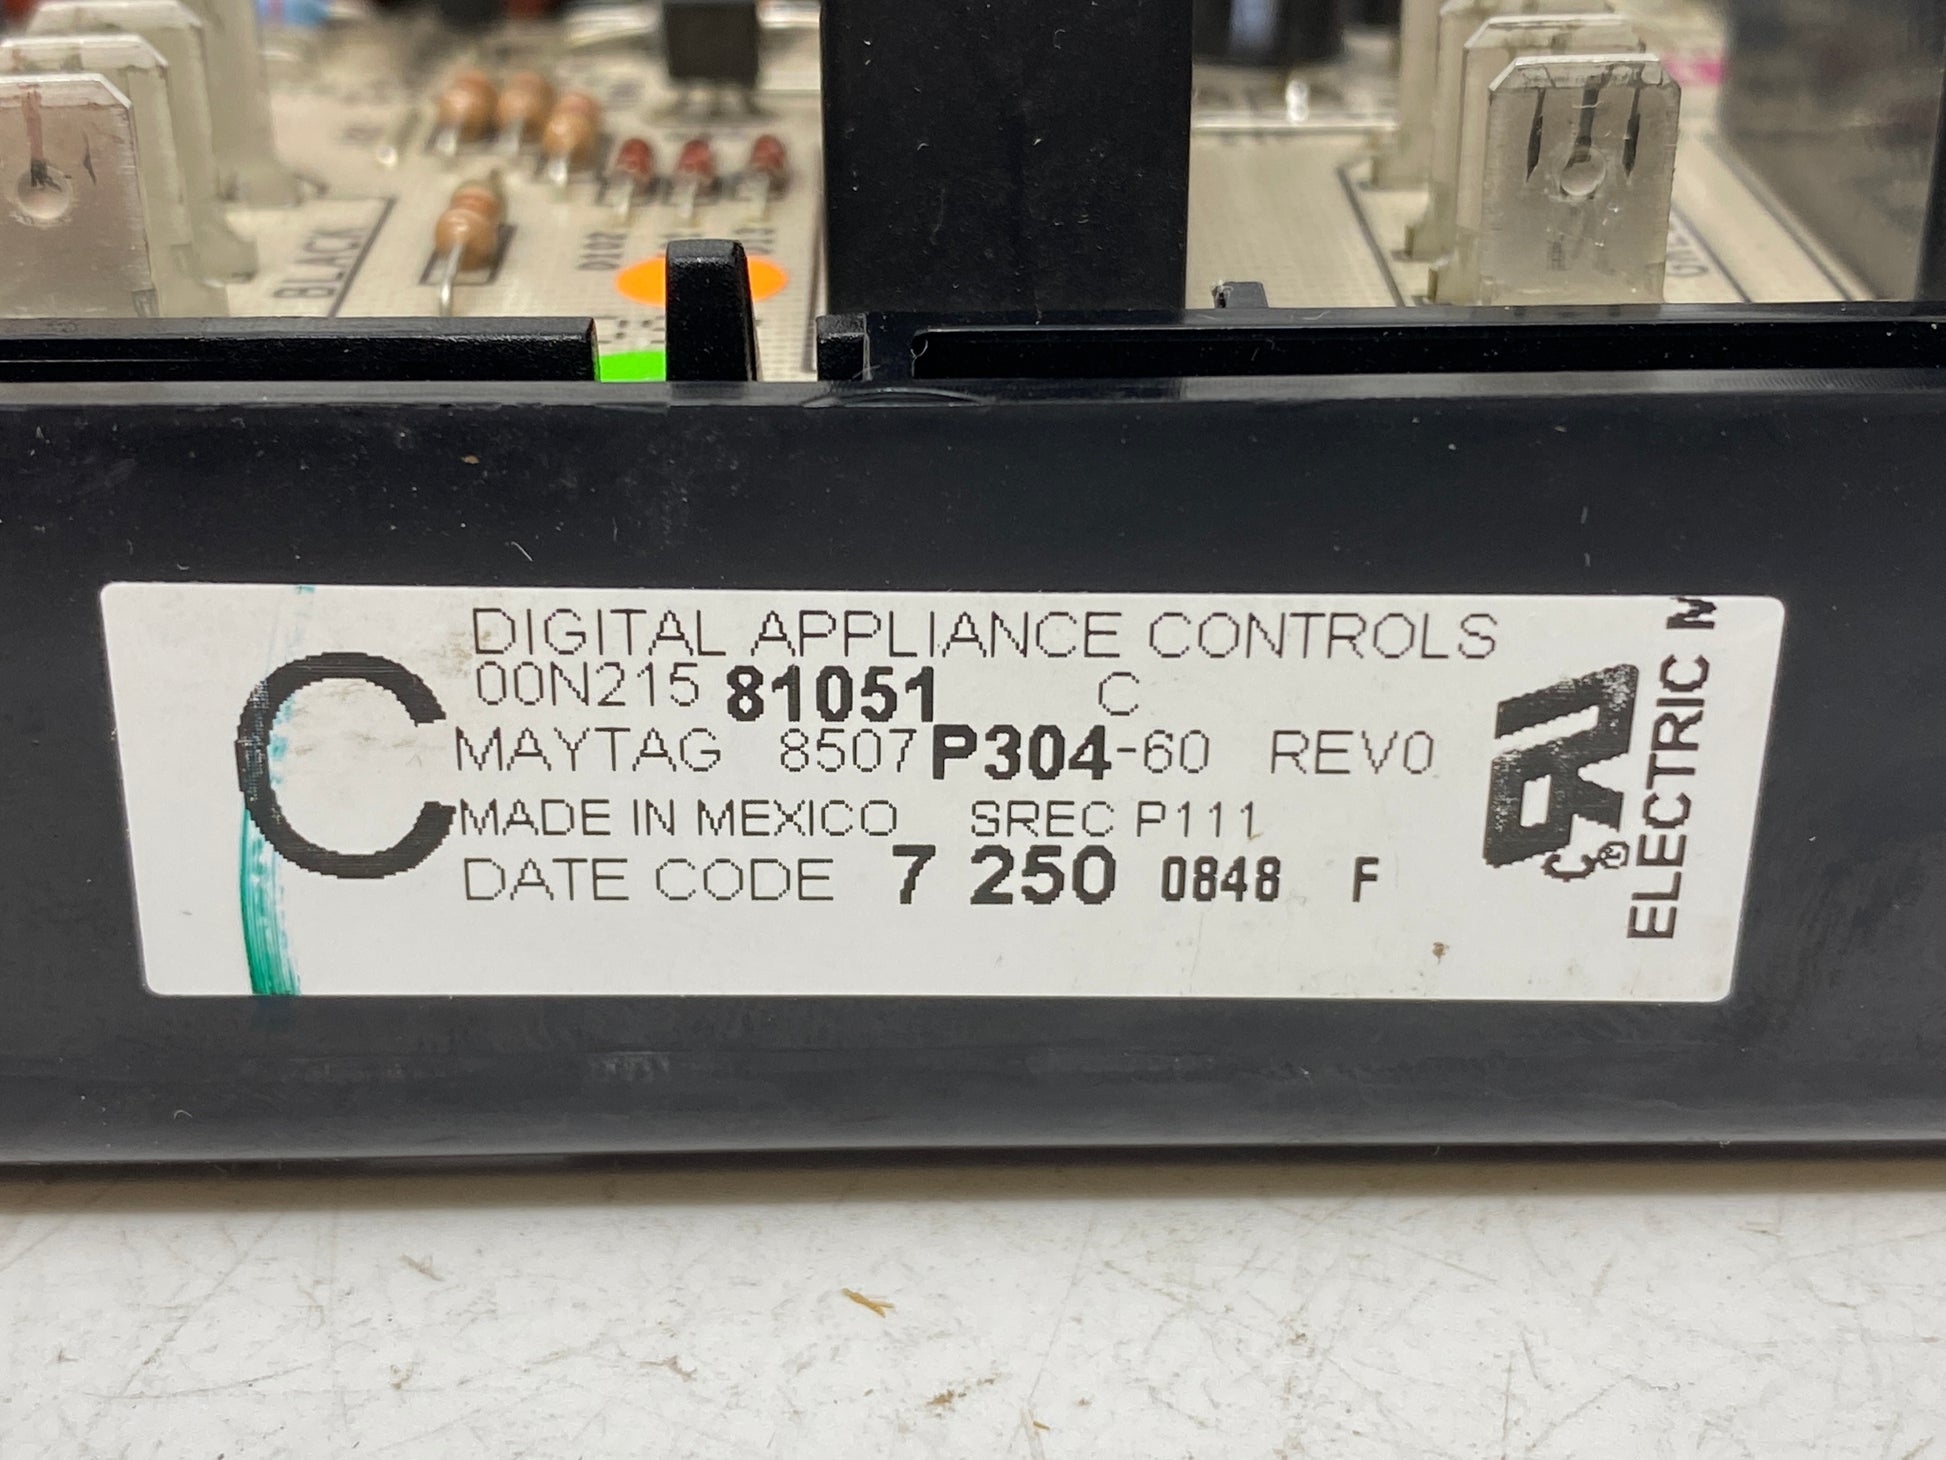 BLACK
D202
DIGITAL APPLIANCE CONTROLS
00N215 81051 C
MAYTAG 8507P304-60 REV0
MADE IN MEXICO SREC P111
DATE CODE 7 250 0848 F
C
ELECTRIC M